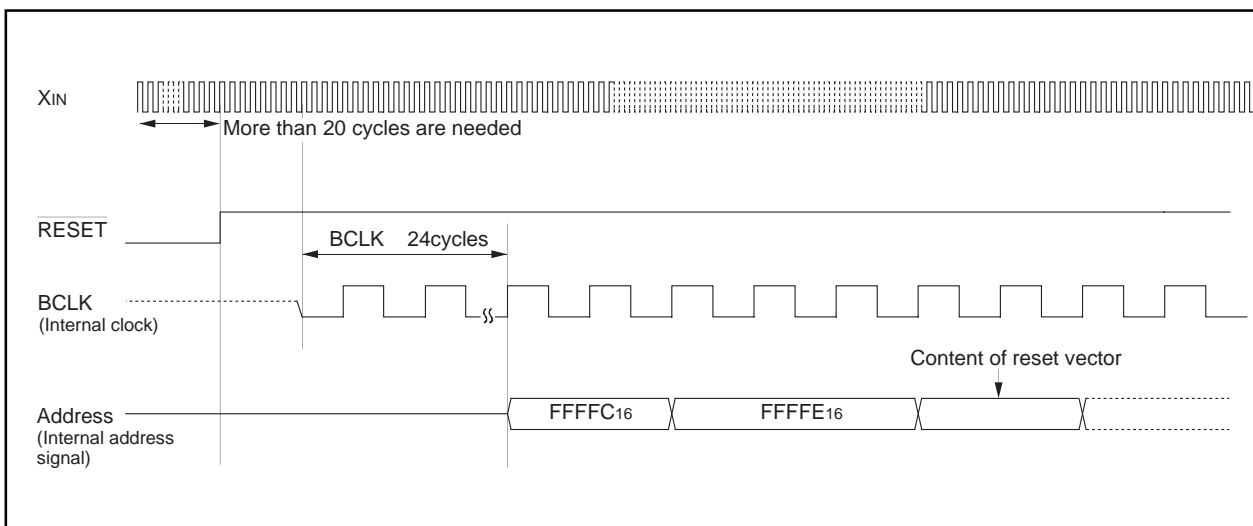 XIN
More than 20 cycles are needed
RESET
BCLK 24cycles
BCLK
(Internal clock)
Content of reset vector
Address
(Internal address
signal)
FFFFC16
FFFFE16